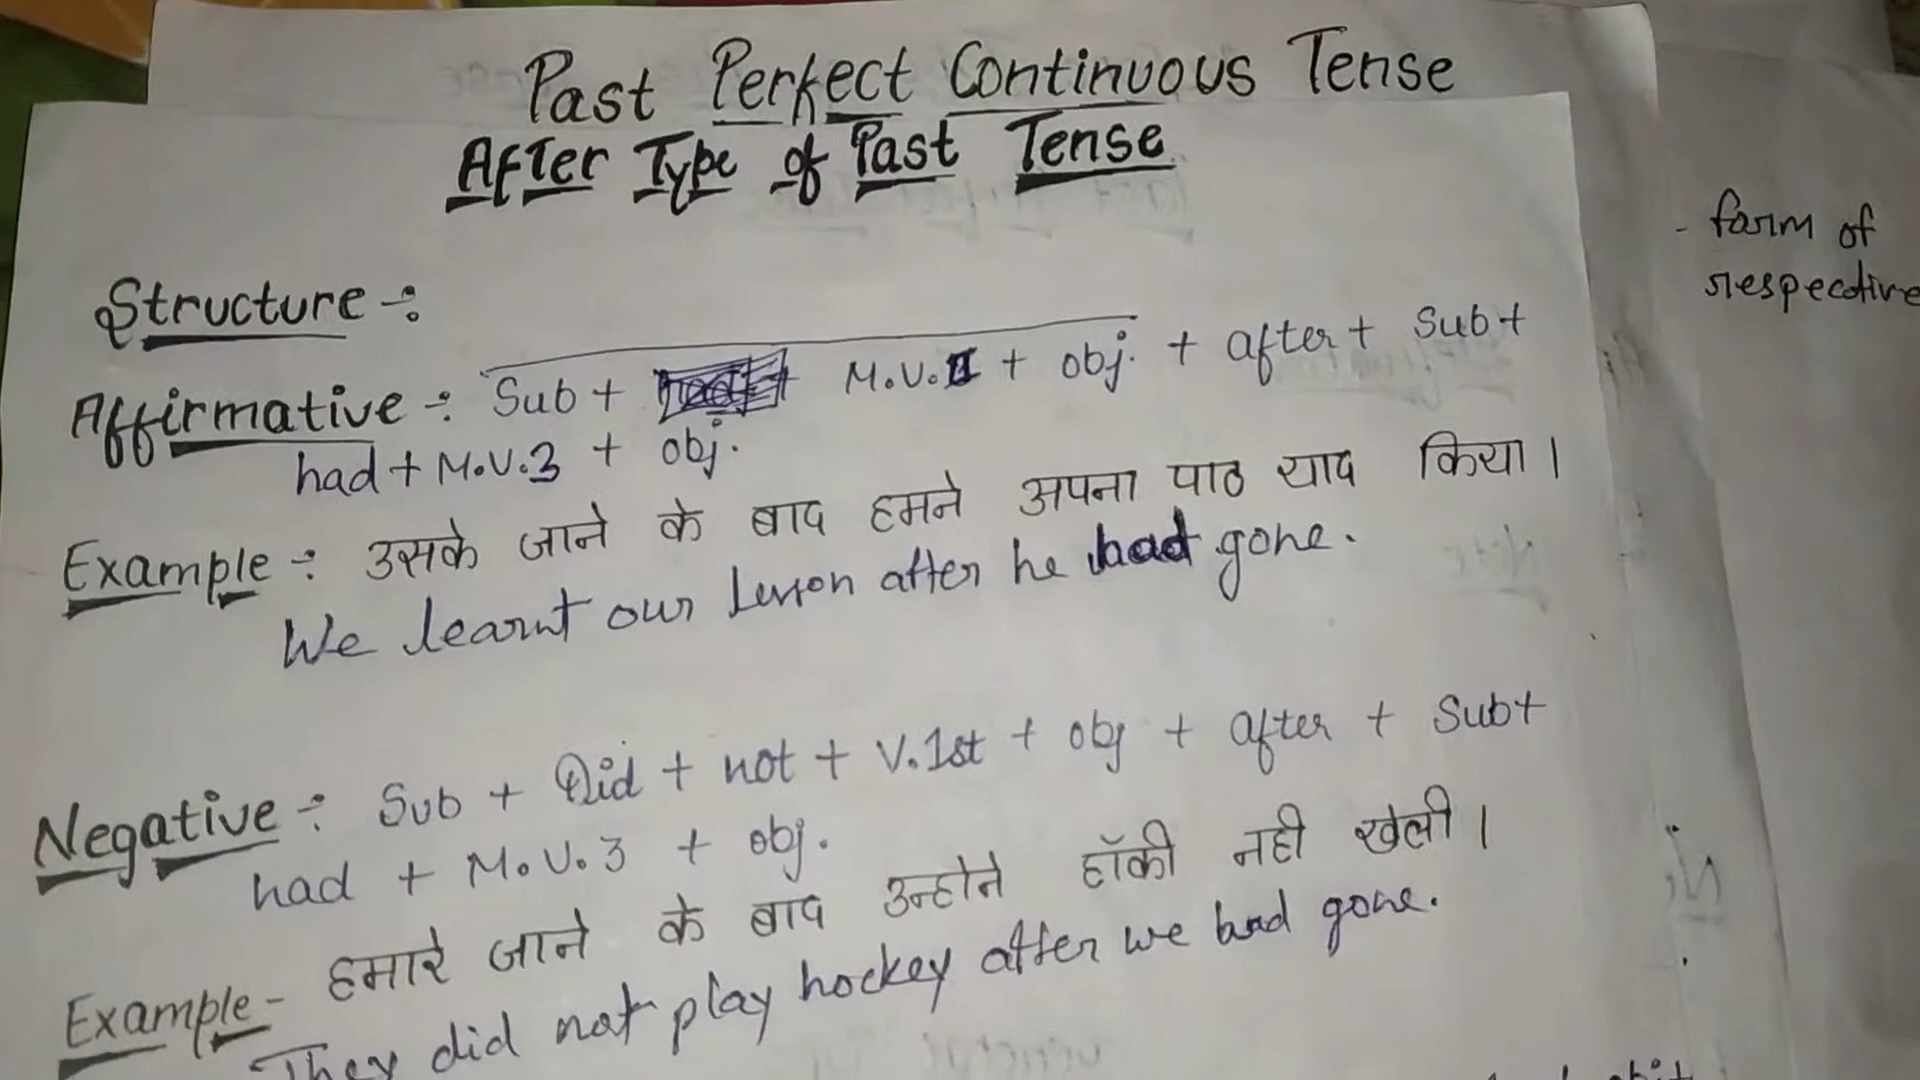 Past Perfect Continuous Tense
After Type of Past Tense
Structure -:
Affirmative -: Sub + M.V.II + obj. + after + Sub +
had + M.V.3 + obj.
Example -: उसके जाने के बाद हमने अपना पाठ याद किया।
We learnt our lesson after he had gone.
Negative -: Sub + Did + not + V.1st + obj + after + Sub +
had + M.V.3 + obj.
Example - हमारे जाने के बाद उन्होने हॉकी नही खेली।
They did not play hockey after we had gone.
- form of
respective